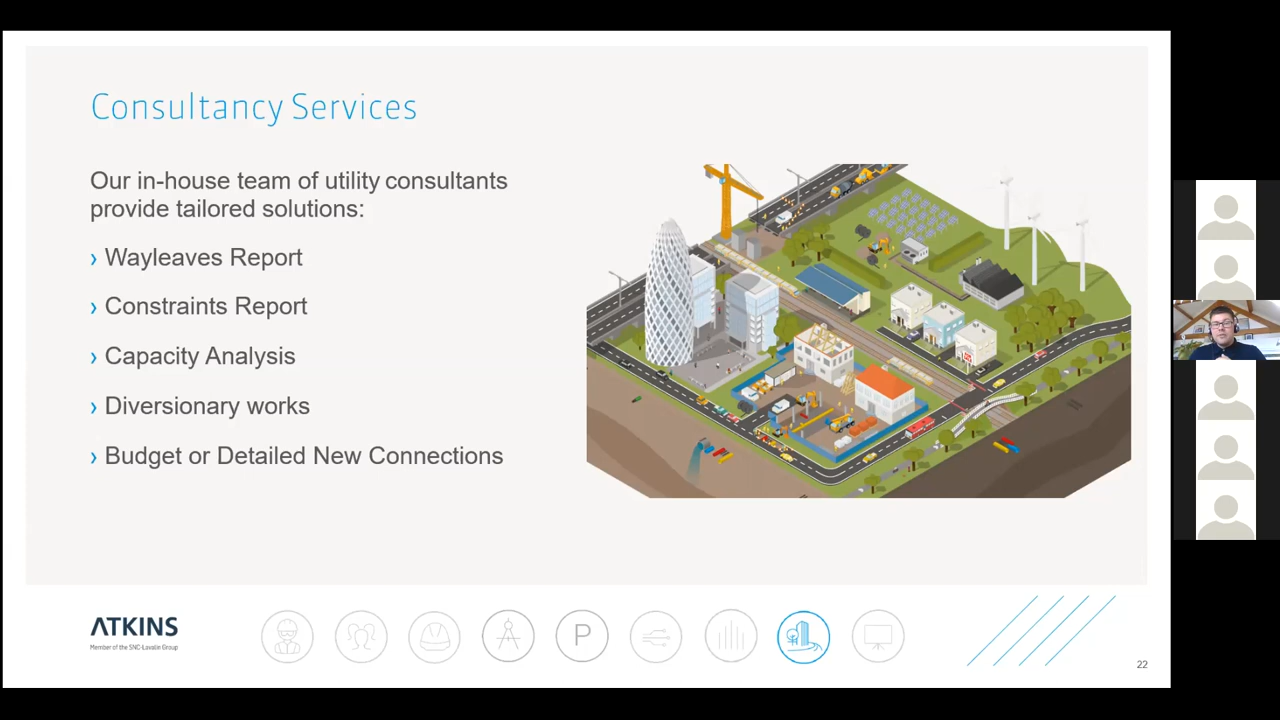 Consultancy Services
Our in-house team of utility consultants
provide tailored solutions:
› Wayleaves Report
› Constraints Report
› Capacity Analysis
› Diversionary works
› Budget or Detailed New Connections
ATKINS
Member of the SNC-Lavalin Group
P
22